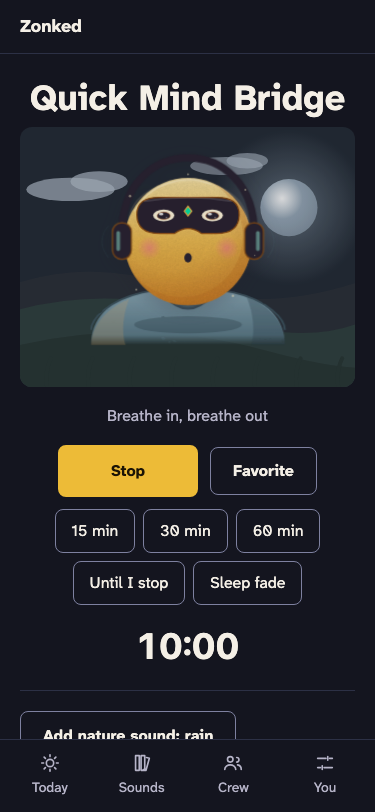 Zonked
Quick Mind Bridge
Breathe in, breathe out
Stop
Favorite
15 min
30 min
60 min
Until I stop
Sleep fade
10:00
Add nature sound: rain
Today
Sounds
Crew
You